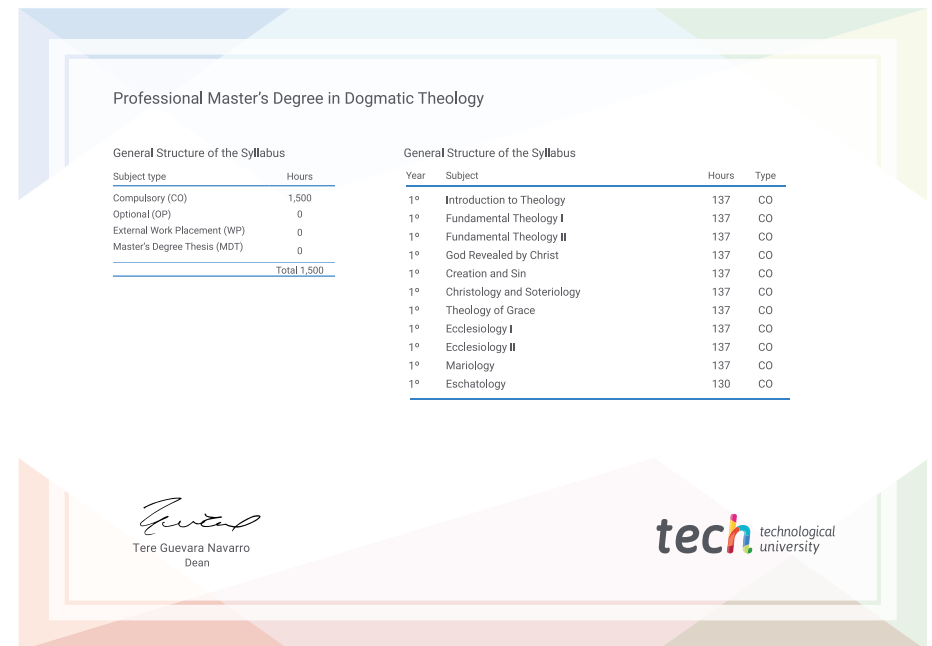 Professional Master's Degree in Dogmatic Theology
General Structure of the Syllabus
Subject type Hours
Compulsory (CO) 1,500
Optional (OP) 0
External Work Placement (WP) 0
Master's Degree Thesis (MDT) 0
Total 1,500
General Structure of the Syllabus
Year Subject Hours Type
1º Introduction to Theology 137 CO
1º Fundamental Theology I 137 CO
1º Fundamental Theology II 137 CO
1º God Revealed by Christ 137 CO
1º Creation and Sin 137 CO
1º Christology and Soteriology 137 CO
1º Theology of Grace 137 CO
1º Ecclesiology I 137 CO
1º Ecclesiology II 137 CO
1º Mariology 137 CO
1º Eschatology 130 CO
Tere Guevara Navarro
Dean
tech technological
university